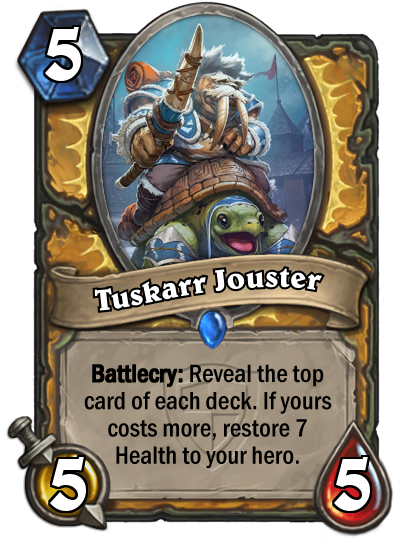 5
Tuskarr Jouster
Battlecry: Reveal the top
card of each deck. If yours
costs more, restore 7
Health to your hero.
5
5